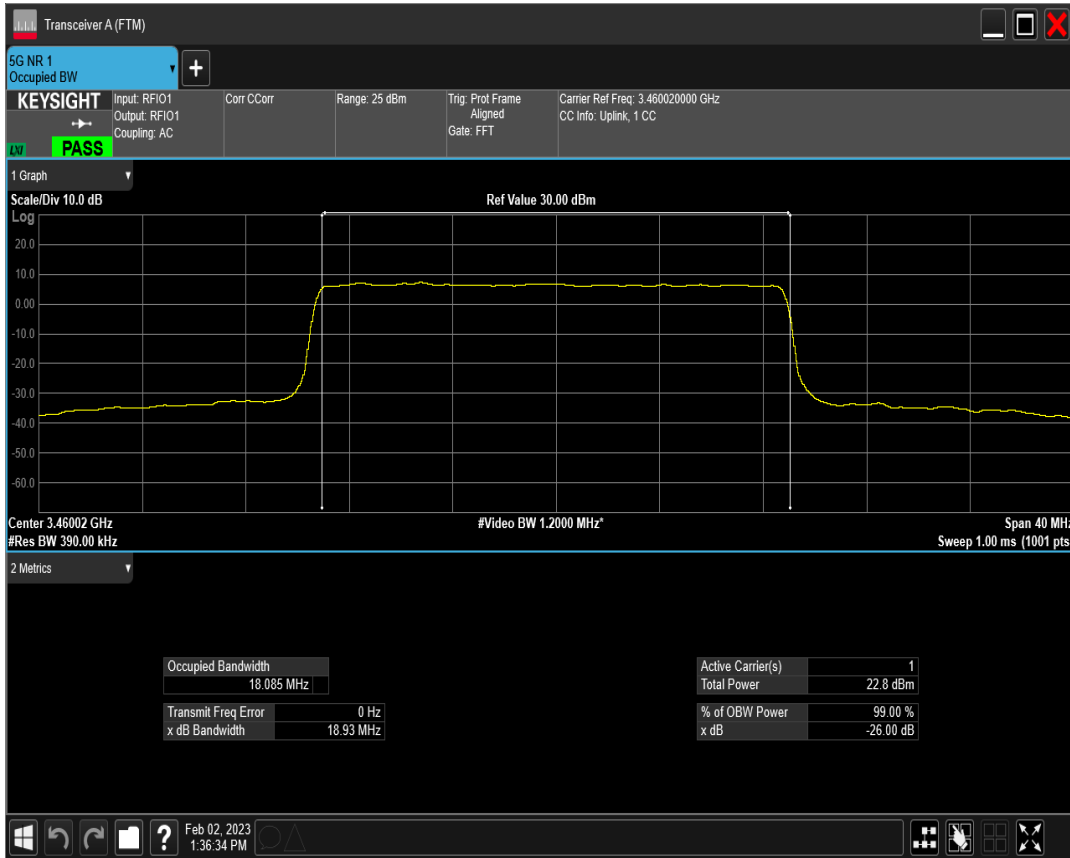 Transceiver A (FTM)
5G NR 1
Occupied BW
+
KEYSIGHT
LXI
PASS
Input: RFIO1
Output: RFIO1
Coupling: AC
Corr CCorr
Range: 25 dBm
Trig: Prot Frame
Aligned
Gate: FFT
Carrier Ref Freq: 3.460020000 GHz
CC Info: Uplink, 1 CC
1 Graph
Scale/Div 10.0 dB
Ref Value 30.00 dBm
Log
20.0
10.0
0.00
-10.0
-20.0
-30.0
-40.0
-50.0
-60.0
Center 3.46002 GHz
#Video BW 1.2000 MHz*
Span 40 MHz
#Res BW 390.00 kHz
Sweep 1.00 ms (1001 pts
2 Metrics
Occupied Bandwidth
18.085 MHz
Transmit Freq Error 0 Hz
x dB Bandwidth 18.93 MHz
Active Carrier(s) 1
Total Power 22.8 dBm
% of OBW Power 99.00 %
x dB -26.00 dB
?
Feb 02, 2023
1:36:34 PM